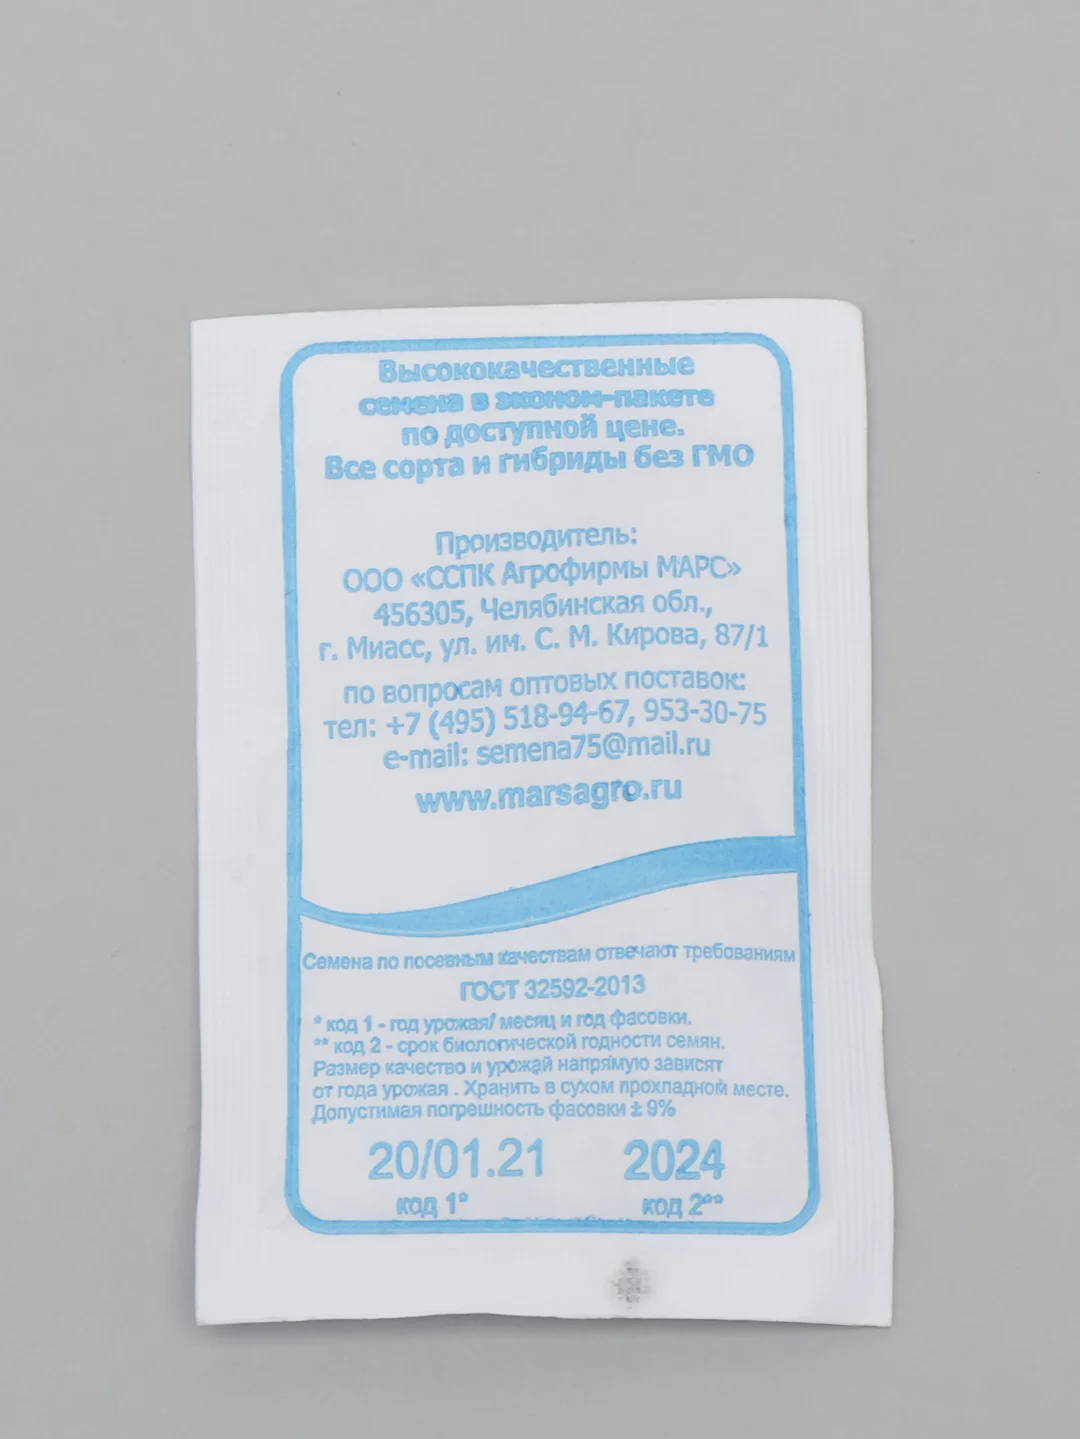 Высококачественные
семена в эконом-пакете
по доступной цене.
Все сорта и гибриды без ГМО
Производитель:
ООО «ССПК Агрофирмы МАРС»
456305, Челябинская обл.,
г. Миасс, ул. им. С. М. Кирова, 87/1
по вопросам оптовых поставок:
тел: +7 (495) 518-94-67, 953-30-75
e-mail: semena75@mail.ru
www.marsagro.ru
Семена по посевным качествам отвечают требованиям
ГОСТ 32592-2013
* код 1 - год урожая/ месяц и год фасовки.
** код 2 - срок биологической годности семян.
Размер качество и урожай напрямую зависят
от года урожая . Хранить в сухом прохладной месте.
Допустимая погрешность фасовки ± 9%
20/01.21 2024
код 1* код 2**